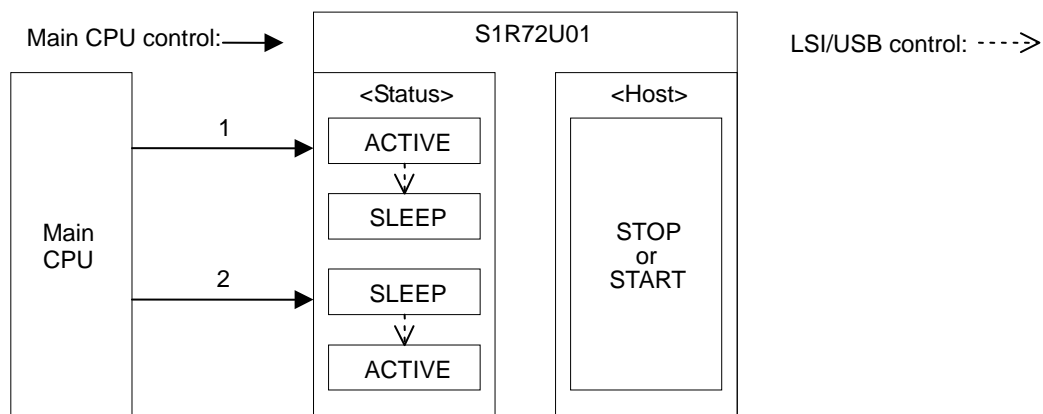 Main CPU control:
S1R72U01
LSI/USB control:
<Status>
<Host>
1
ACTIVE
SLEEP
Main
CPU
STOP
or
START
2
SLEEP
ACTIVE